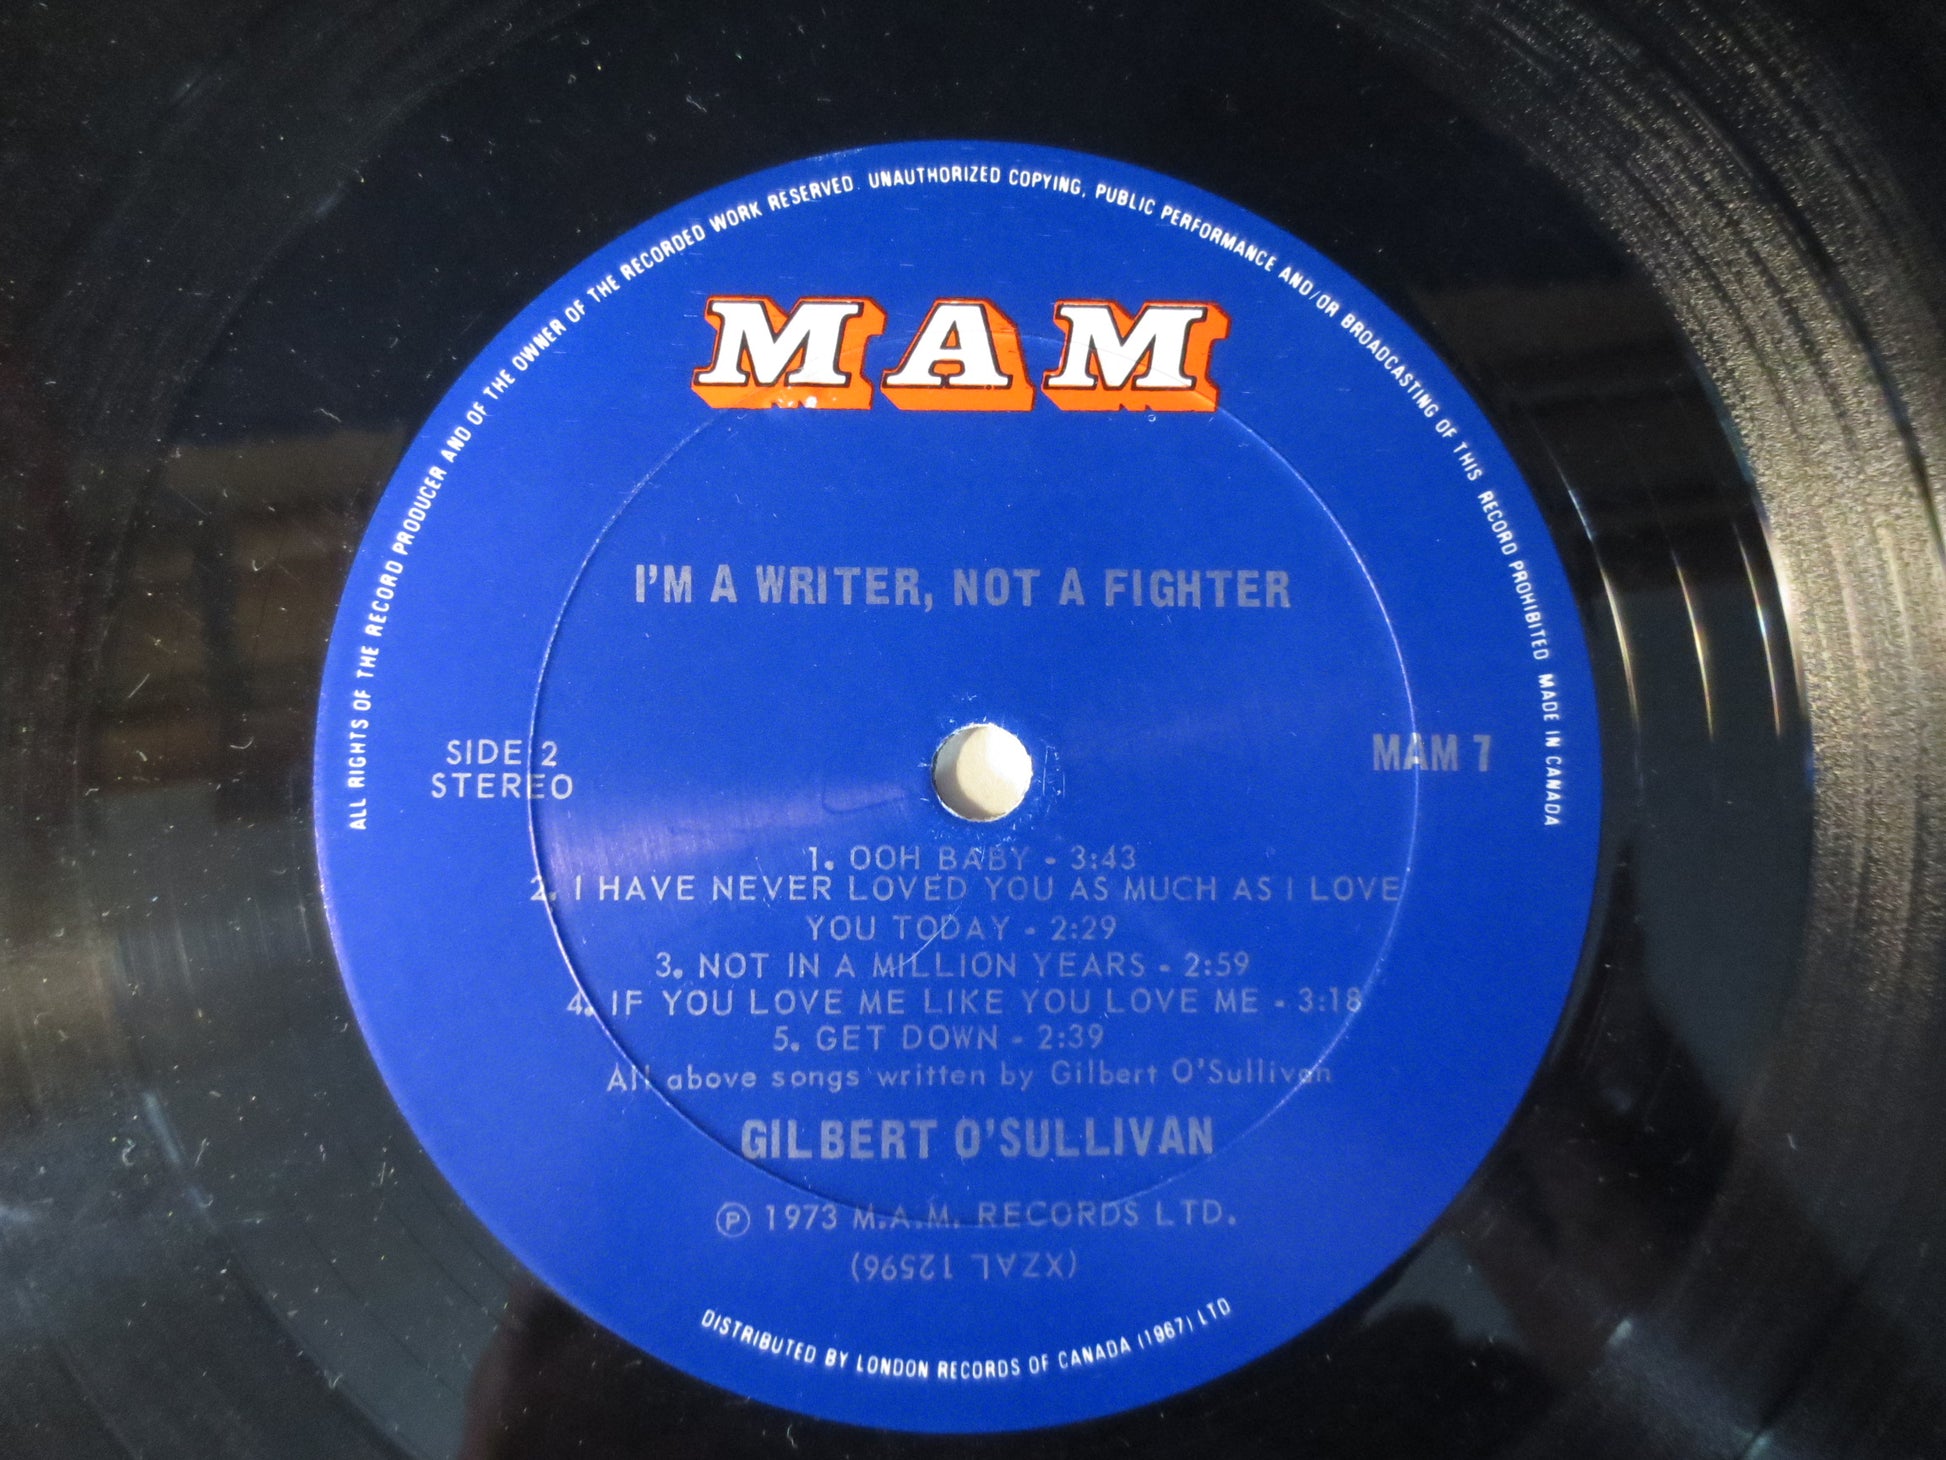 ALL RIGHTS OF THE RECORD PRODUCER AND OF THE OWNER OF THE RECORDED WORK RESERVED. UNAUTHORIZED COPYING, PUBLIC PERFORMANCE AND/OR BROADCASTING OF THIS RECORD PROHIBITED MADE IN CANADA
MAM
I'M A WRITER, NOT A FIGHTER
SIDE 2
STEREO
MAM 7
1. OOH BABY - 3:43
2. I HAVE NEVER LOVED YOU AS MUCH AS I LOVE
YOU TODAY - 2:29
3. NOT IN A MILLION YEARS - 2:59
4. IF YOU LOVE ME LIKE YOU LOVE ME - 3:18
5. GET DOWN - 2:39
All above songs written by Gilbert O'Sullivan
GILBERT O'SULLIVAN
Ⓟ 1973 M.A.M. RECORDS LTD.
(XZAL 12596)
DISTRIBUTED BY LONDON RECORDS OF CANADA (1967) LTD